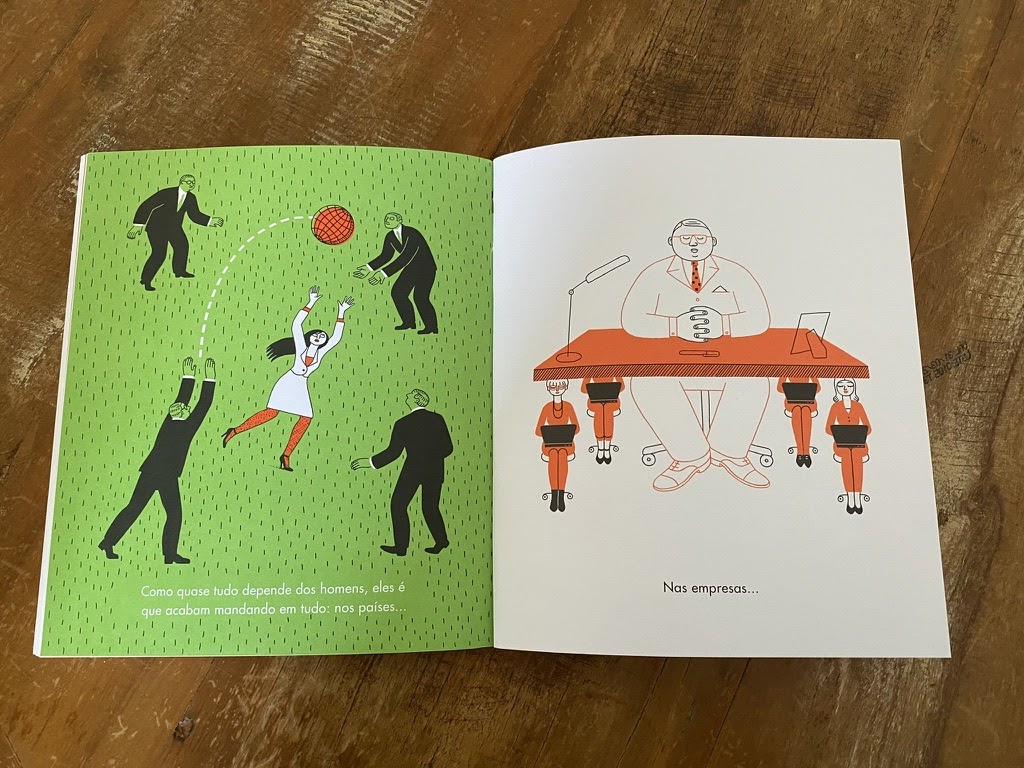 Como quase tudo depende dos homens, eles é
que acabam mandando em tudo: nos países...
Nas empresas...